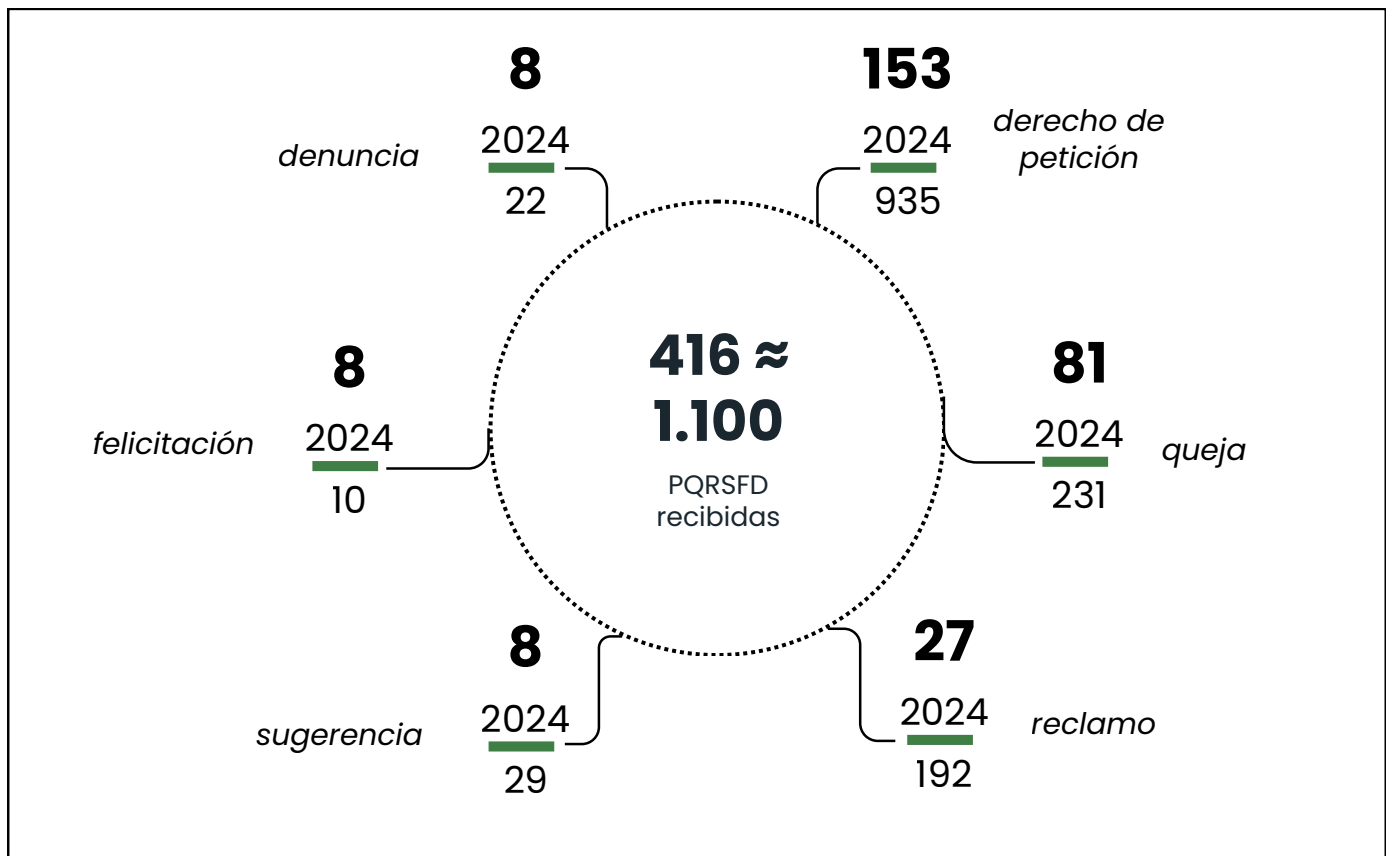 8
2024
denuncia
22
153
2024
derecho de
petición
935
8
2024
felicitación
10
416 ≈
1.100
PQRSFD
recibidas
81
2024
queja
231
8
2024
sugerencia
29
27
2024
reclamo
192